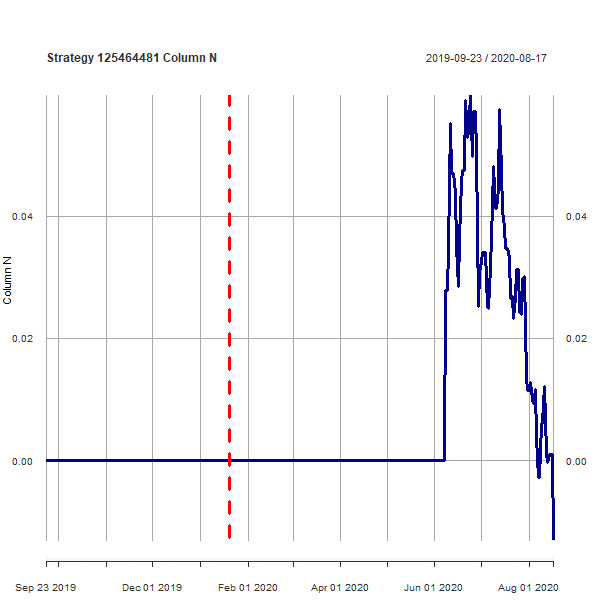 Strategy 125464481 Column N
2019-09-23 / 2020-08-17
Column N
0.04
0.02
0.00
0.04
0.02
0.00
Sep 23 2019
Dec 01 2019
Feb 01 2020
Apr 01 2020
Jun 01 2020
Aug 01 2020